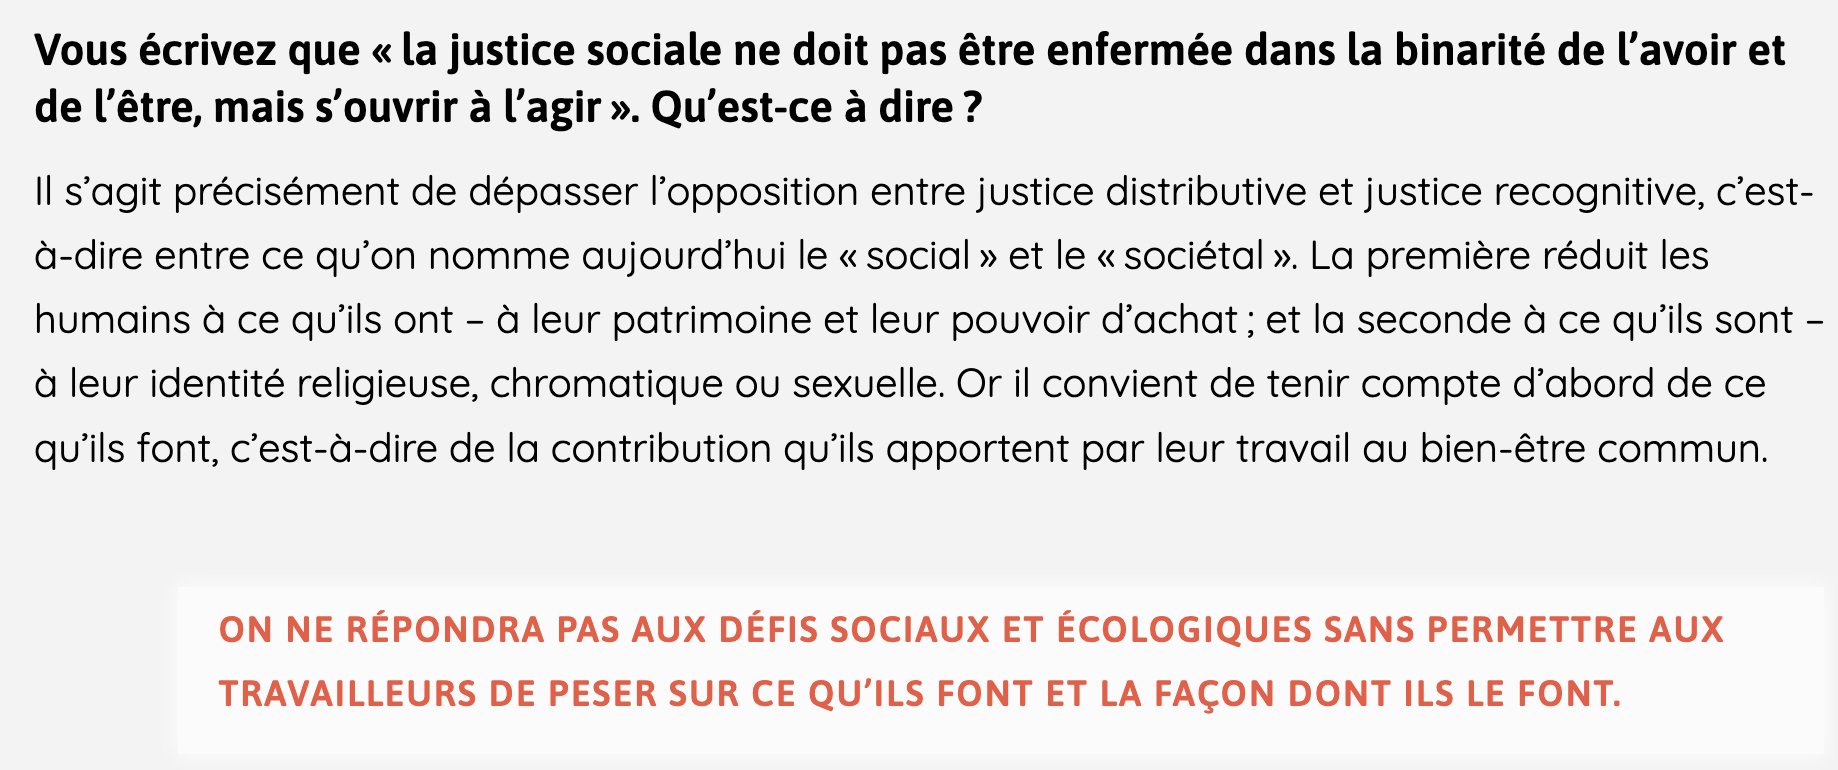 Vous écrivez que « la justice sociale ne doit pas être enfermée dans la binarité de l’avoir et
de l’être, mais s’ouvrir à l’agir ». Qu’est-ce à dire ?
Il s’agit précisément de dépasser l’opposition entre justice distributive et justice recognitive, c’est-
à-dire entre ce qu’on nomme aujourd’hui le « social » et le « sociétal ». La première réduit les
humains à ce qu’ils ont – à leur patrimoine et leur pouvoir d’achat ; et la seconde à ce qu’ils sont –
à leur identité religieuse, chromatique ou sexuelle. Or il convient de tenir compte d’abord de ce
qu’ils font, c’est-à-dire de la contribution qu’ils apportent par leur travail au bien-être commun.
ON NE RÉPONDRA PAS AUX DÉFIS SOCIAUX ET ÉCOLOGIQUES SANS PERMETTRE AUX
TRAVAILLEURS DE PESER SUR CE QU’ILS FONT ET LA FAÇON DONT ILS LE FONT.